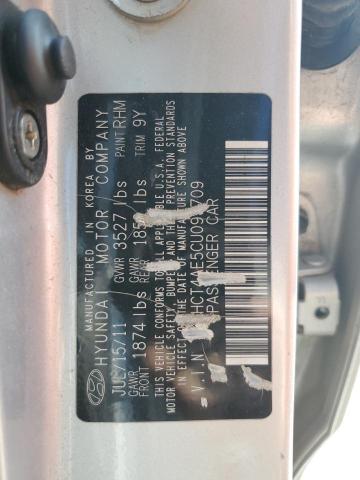 MANUFACTURED IN KOREA BY
HYUNDAI MOTOR COMPANY
JUL/15/11 GVWR 3527 lbs PAINT RHM
GAWR FRONT 1874 lbs GAWR REAR lbs TRIM 9Y
THIS VEHICLE CONFORMS TO ALL APPLICABLE U.S.A. FEDERAL
MOTOR VEHICLE SAFETY BUMPER AND THEFT PREVENTION STANDARDS
IN EFFECT ON THE DATE OF MANUFACTURE SHOWN ABOVE
V.I.N
PASSENGER CAR